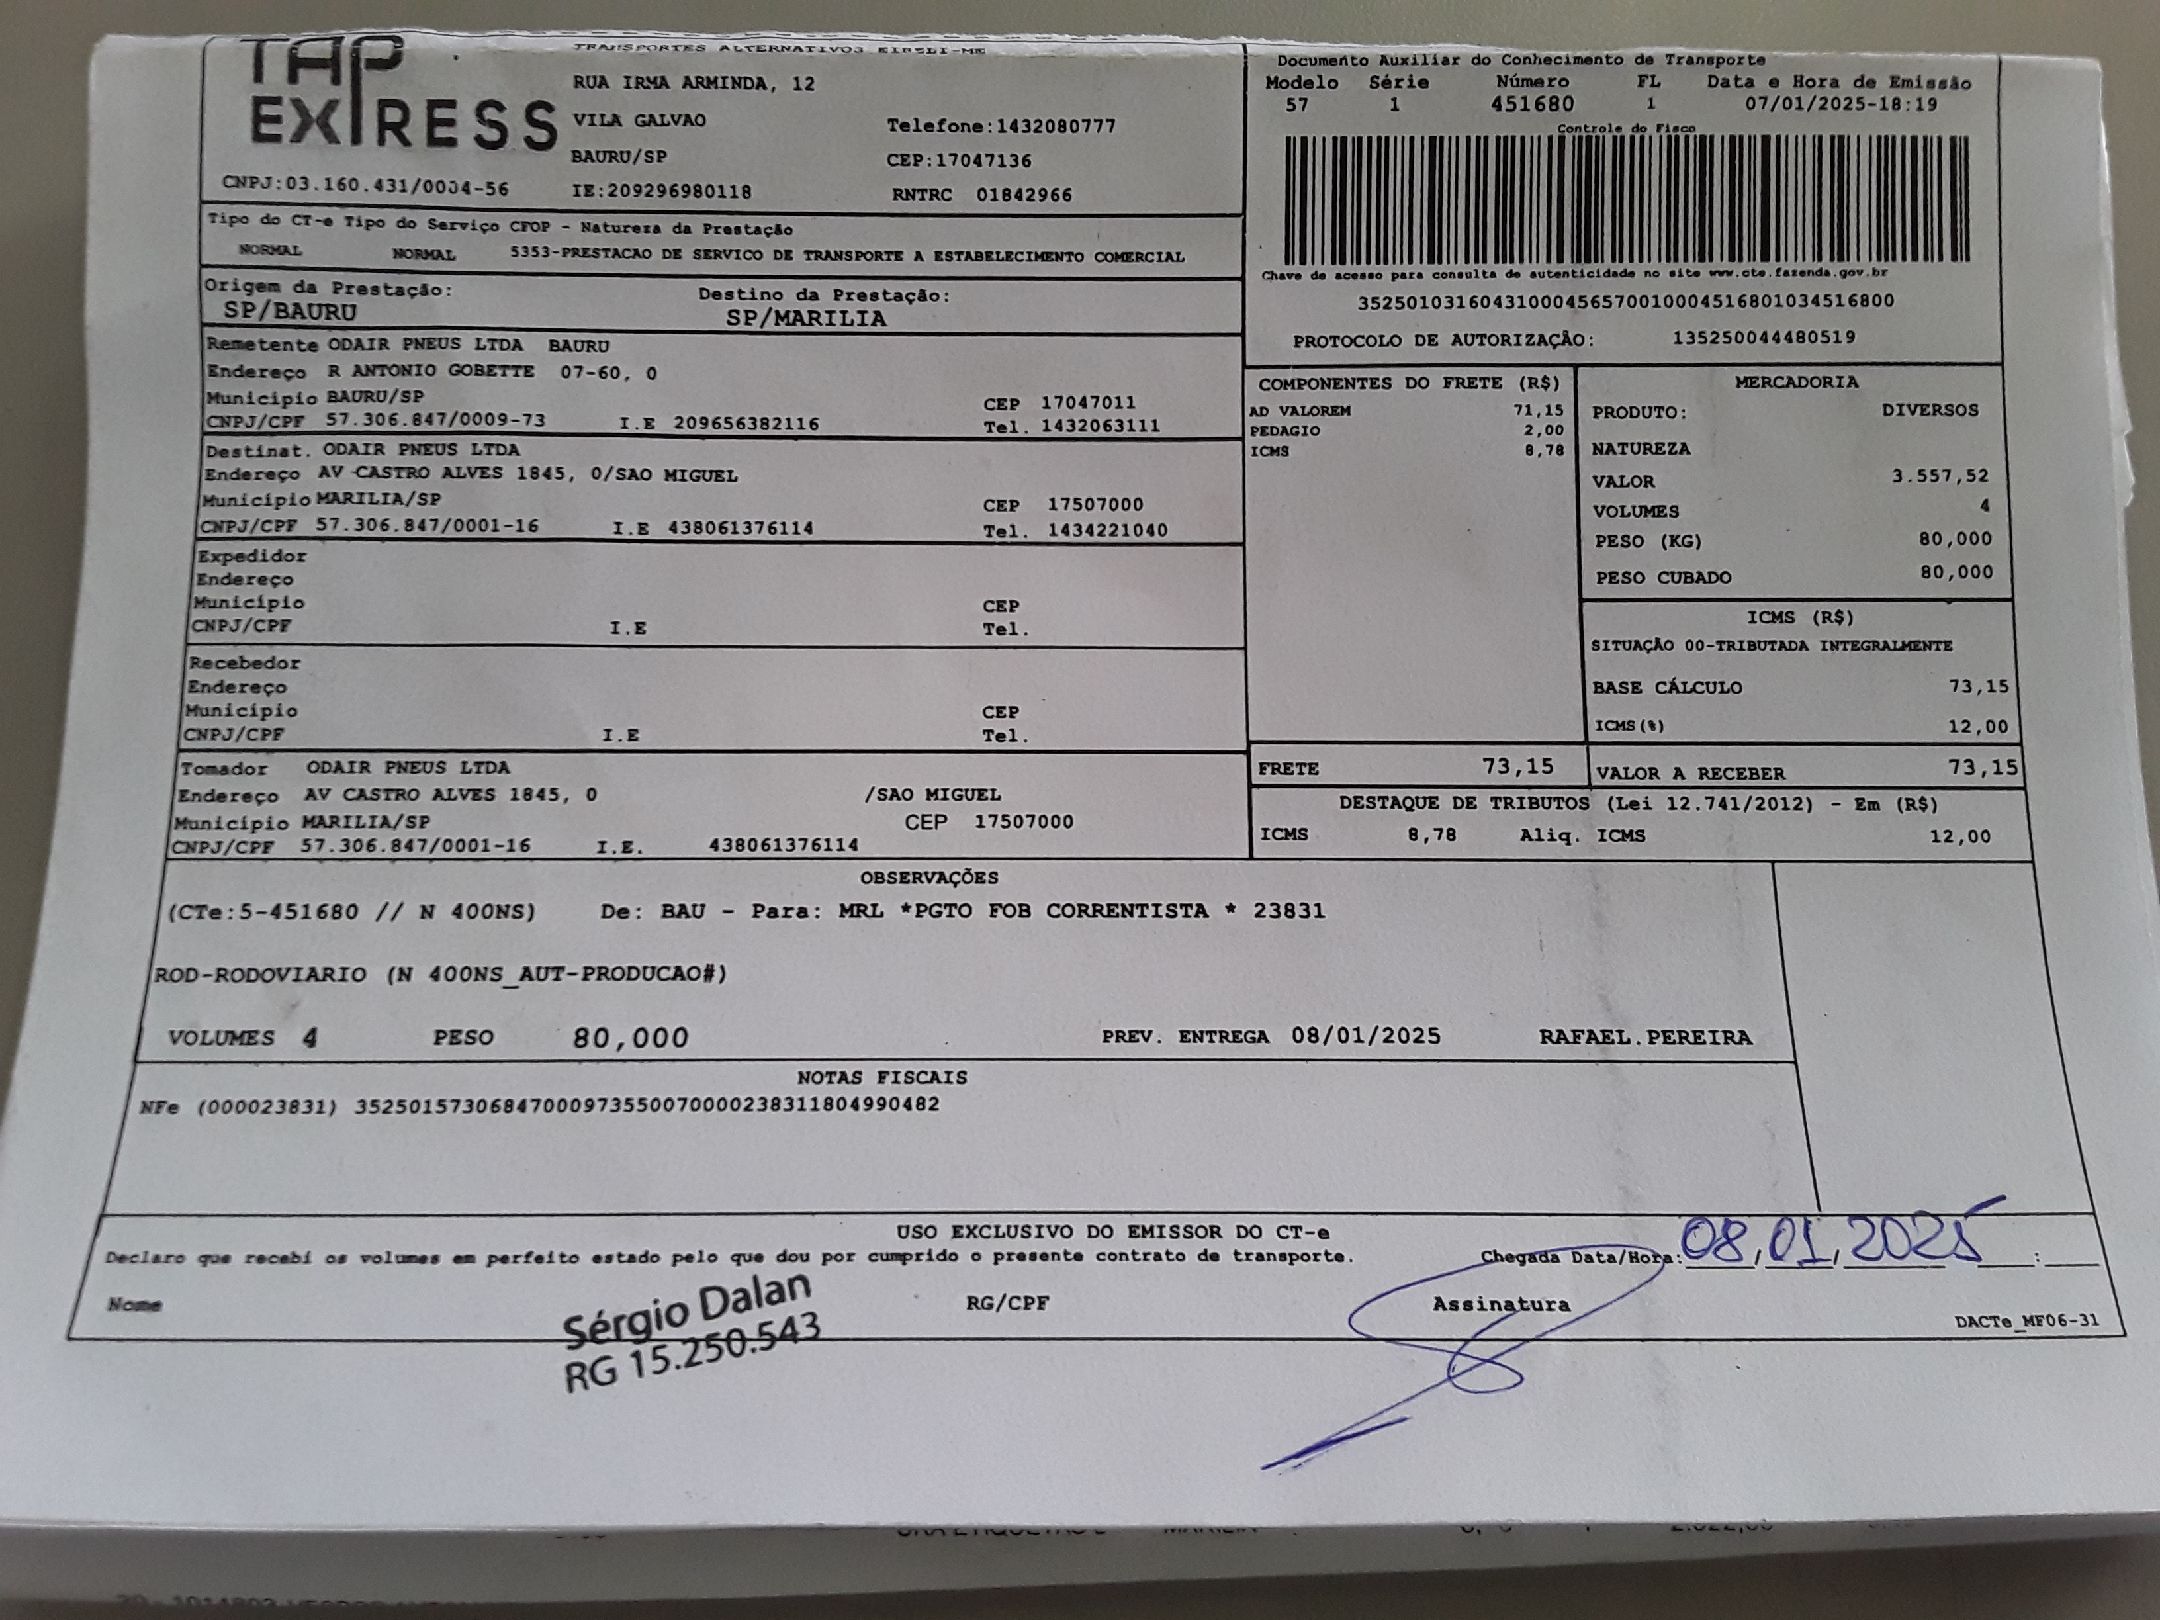 TAP EXPRESS
TRANSPORTES ALTERNATIVOS EIRELI-ME
RUA IRMA ARMINDA, 12
VILA GALVAO Telefone:1432080777
BAURU/SP CEP:17047136
CNPJ:03.160.431/0004-56 IE:209296980118 RNTRC 01842966
Documento Auxiliar do Conhecimento de Transporte
Modelo Série Número FL Data e Hora de Emissão
57 1 451680 1 07/01/2025-18:19
Controle do Fisco
Chave de acesso para consulta de autenticidade no site www.cte.fazenda.gov.br
35250103160431000456570010004516801034516800
PROTOCOLO DE AUTORIZAÇÃO: 135250044480519
Tipo do CT-e Tipo do Serviço CFOP - Natureza da Prestação
NORMAL NORMAL 5353-PRESTACAO DE SERVICO DE TRANSPORTE A ESTABELECIMENTO COMERCIAL
Origem da Prestação: Destino da Prestação:
SP/BAURU SP/MARILIA
Remetente ODAIR PNEUS LTDA BAURU
Endereço R ANTONIO GOBETTE 07-60, 0
Município BAURU/SP CEP 17047011
CNPJ/CPF 57.306.847/0009-73 I.E 209656382116 Tel. 1432063111
Destinat. ODAIR PNEUS LTDA
Endereço AV CASTRO ALVES 1845, 0/SAO MIGUEL
Município MARILIA/SP CEP 17507000
CNPJ/CPF 57.306.847/0001-16 I.E 438061376114 Tel. 1434221040
Expedidor
Endereço
Município CEP
CNPJ/CPF I.E Tel.
Recebedor
Endereço
Município CEP
CNPJ/CPF I.E Tel.
Tomador ODAIR PNEUS LTDA
Endereço AV CASTRO ALVES 1845, 0 /SAO MIGUEL
Município MARILIA/SP CEP 17507000
CNPJ/CPF 57.306.847/0001-16 I.E. 438061376114
COMPONENTES DO FRETE (R$)
AD VALOREM 71,15
PEDAGIO 2,00
ICMS 8,78
MERCADORIA
PRODUTO: DIVERSOS
NATUREZA
VALOR 3.557,52
VOLUMES 4
PESO (KG) 80,000
PESO CUBADO 80,000
ICMS (R$)
SITUAÇÃO 00-TRIBUTADA INTEGRALMENTE
BASE CÁLCULO 73,15
ICMS(%) 12,00
FRETE 73,15 VALOR A RECEBER 73,15
DESTAQUE DE TRIBUTOS (Lei 12.741/2012) - Em (R$)
ICMS 8,78 Aliq. ICMS 12,00
OBSERVAÇÕES
(CTe:5-451680 // N 400NS) De: BAU - Para: MRL *PGTO FOB CORRENTISTA * 23831
ROD-RODOVIARIO (N 400NS_AUT-PRODUCAO#)
VOLUMES 4 PESO 80,000 PREV. ENTREGA 08/01/2025 RAFAEL.PEREIRA
NOTAS FISCAIS
NFe (000023831) 35250157306847000973550070000238311804990482
USO EXCLUSIVO DO EMISSOR DO CT-e
Declaro que recebi os volumes em perfeito estado pelo que dou por cumprido o presente contrato de transporte. Chegada Data/Hora: 08/01/2025 :
Nome RG/CPF Assinatura
Sérgio Dalan
RG 15.250.543
DACTe_MF06-31